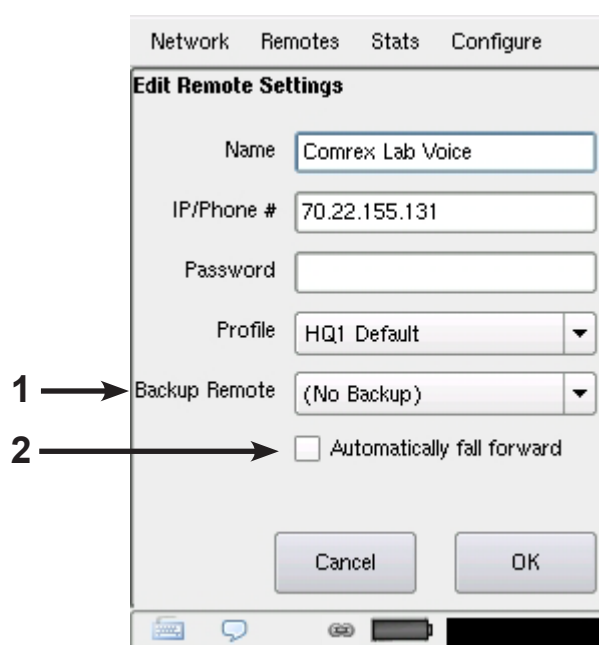 Network Remotes Stats Configure
Edit Remote Settings
Name Comrex Lab Voice
IP/Phone # 70.22.155.131
Password
Profile HQ1 Default
1 Backup Remote (No Backup)
2 Automatically fall forward
Cancel OK